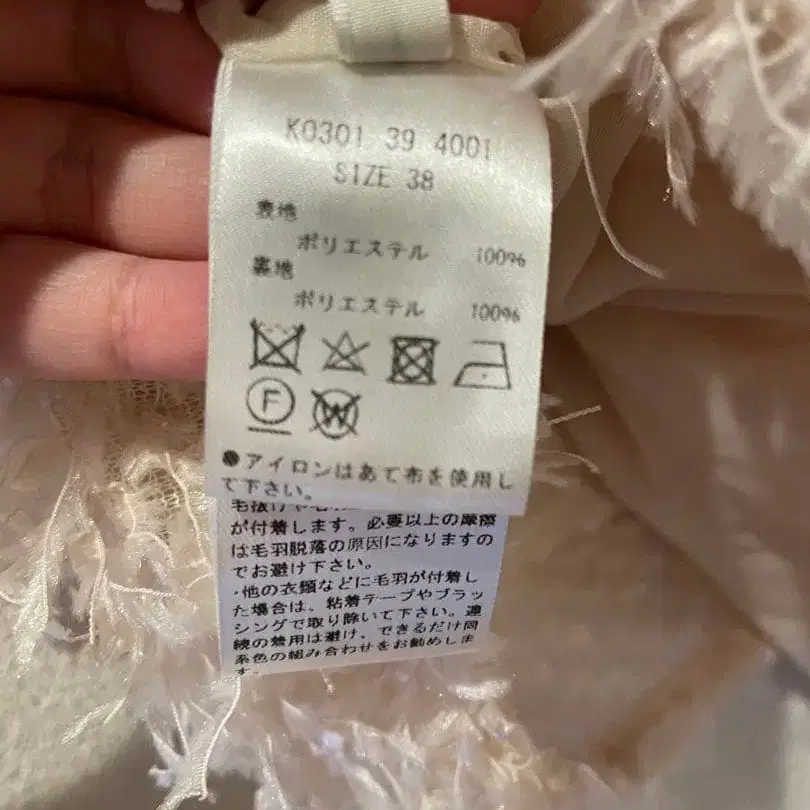 K0301 39 4001
SIZE 38
表地
ポリエステル 100%
裏地
ポリエステル 100%
F
W
●アイロンはあて布を使用し
て下さい。
毛抜けや
が付着します。必要以上の摩擦
は毛羽脱落の原因になりますの
でお避け下さい。
・他の衣類などに毛羽が付着し
た場合は、粘着テープやブラッ
シングで取り除いて下さい。連
続の着用は避け、できるだけ同
系色の組み合わせをお勧めしま
す。